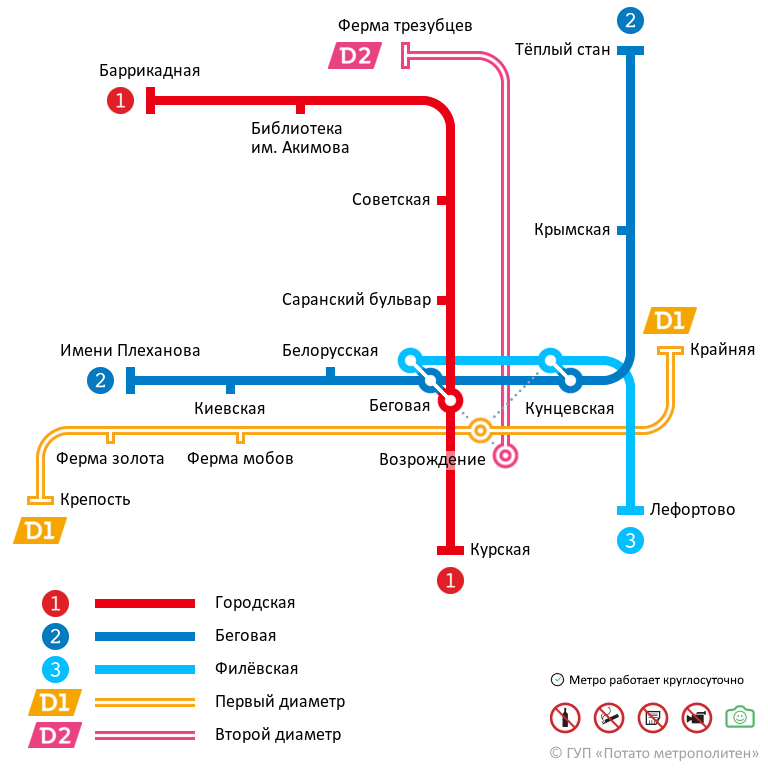 2
Ферма трезубцев
D2
Тёплый стан
Баррикадная
1
Библиотека
им. Акимова
Советская
Крымская
Саранский бульвар
D1
Имени Плеханова
Белорусская
Крайняя
2
Киевская
Беговая
Кунцевская
Ферма золота
Ферма мобов
Возрождение
Крепость
Лефортово
D1
3
Курская
1
1 Городская
2 Беговая
3 Филёвская
D1 Первый диаметр
D2 Второй диаметр
Метро работает круглосуточно
© ГУП «Потато метрополитен»